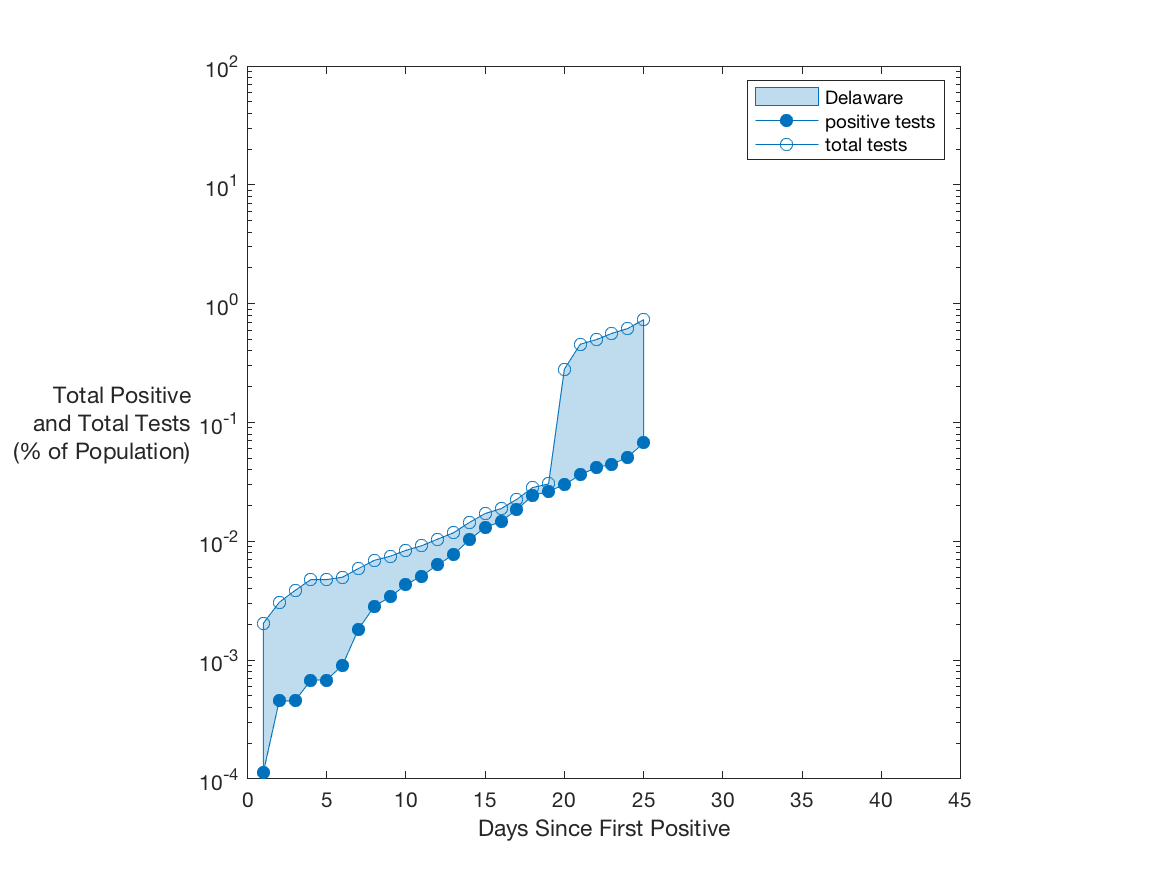 10^2
10^1
10^0
10^-1
10^-2
10^-3
10^-4
Total Positive
and Total Tests
(% of Population)
Delaware
positive tests
total tests
0 5 10 15 20 25 30 35 40 45
Days Since First Positive